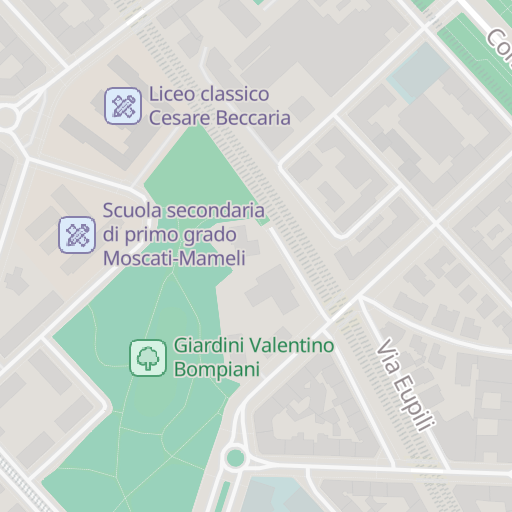 Liceo classico
Cesare Beccaria
Scuola secondaria
di primo grado
Moscati-Mameli
Giardini Valentino
Bompiani
Via Eupili